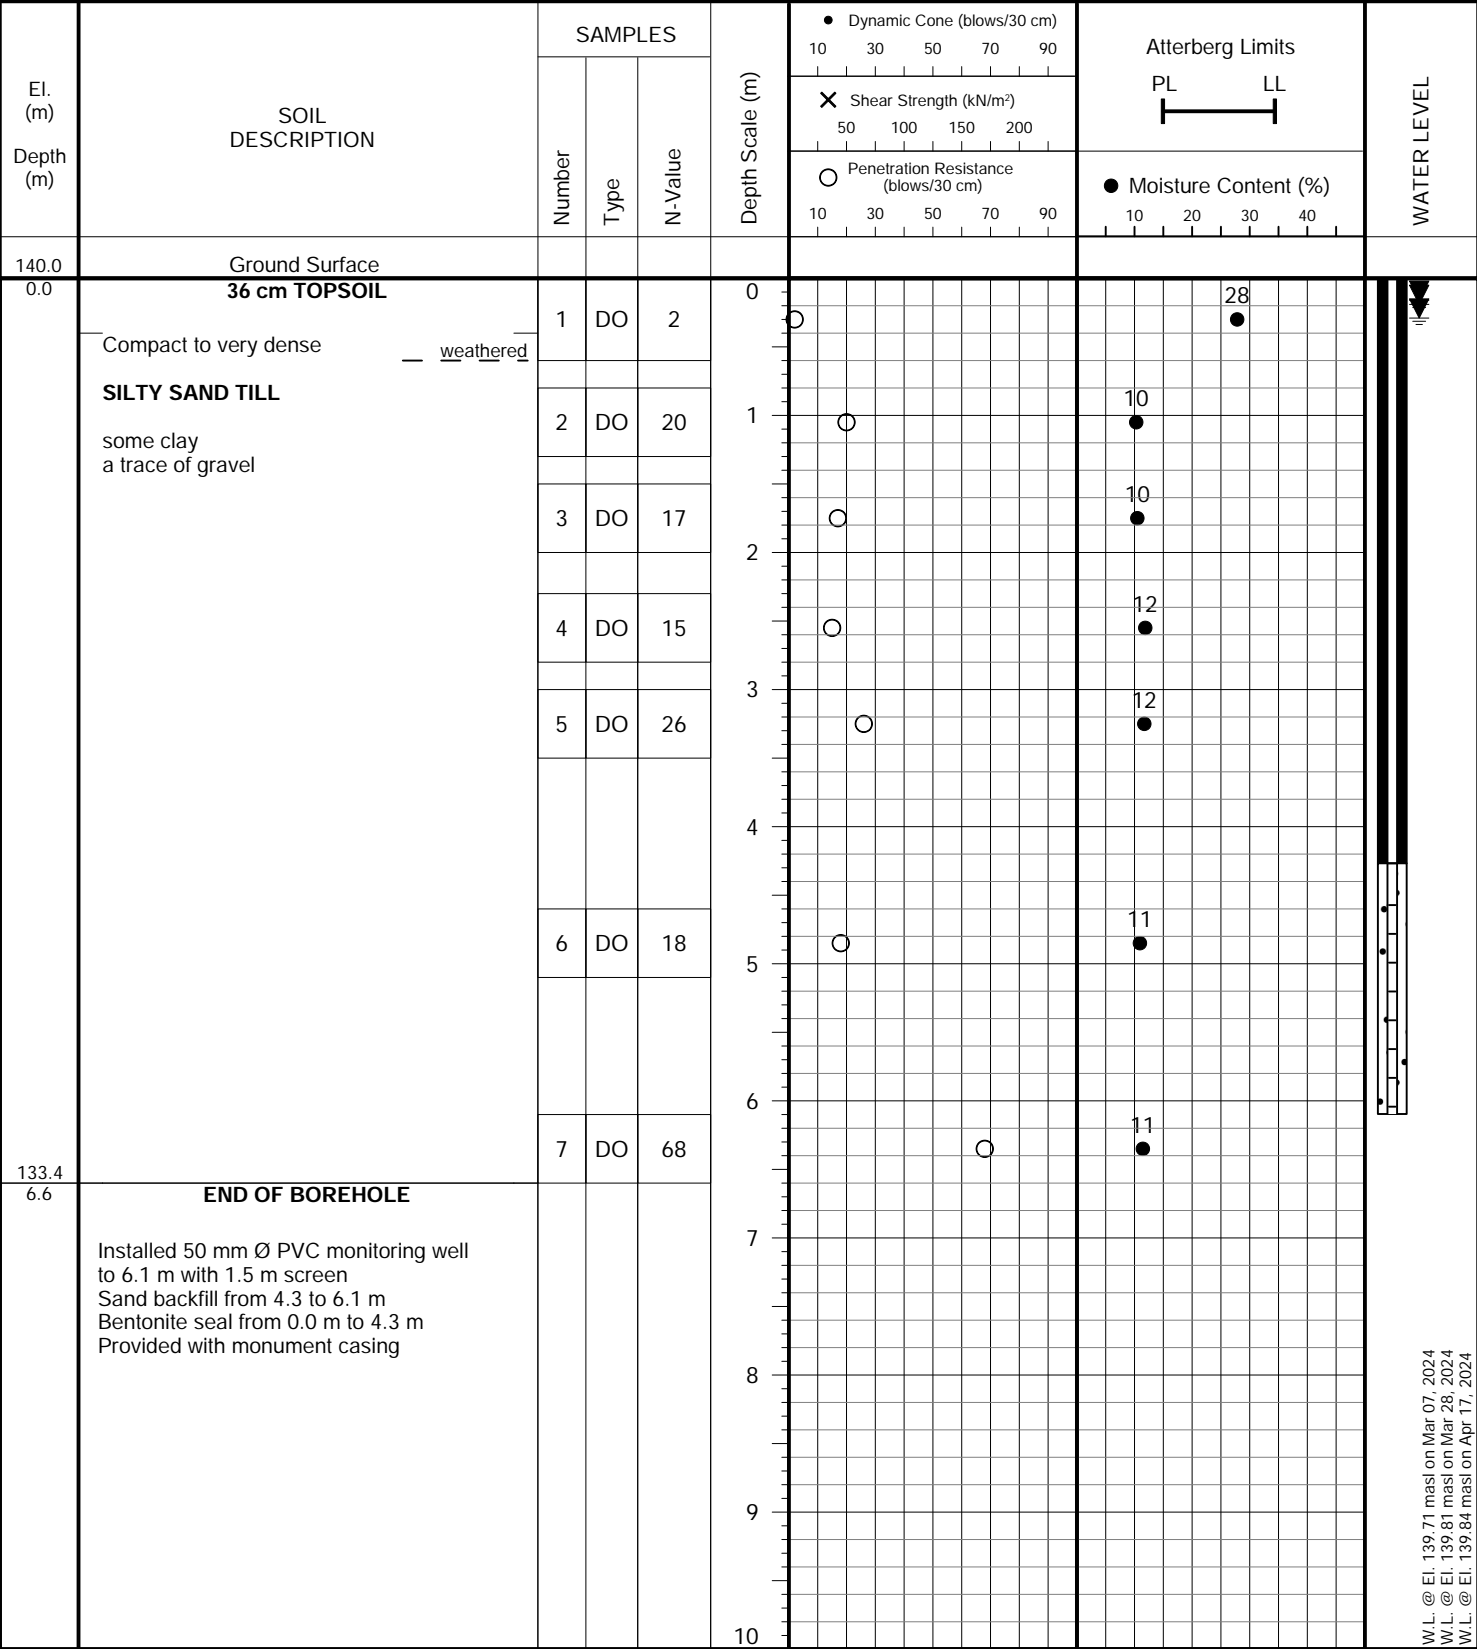 El.
(m)
Depth
(m)
SOIL
DESCRIPTION
SAMPLES
Number
Type
N-Value
Depth Scale (m)
Dynamic Cone (blows/30 cm)
10 30 50 70 90
Shear Strength (kN/m²)
50 100 150 200
Penetration Resistance
(blows/30 cm)
10 30 50 70 90
Atterberg Limits
PL LL
Moisture Content (%)
10 20 30 40
WATER LEVEL
140.0 Ground Surface
0.0 36 cm TOPSOIL
0
28
1 DO 2
Compact to very dense
weathered
SILTY SAND TILL
10
2 DO 20
1
some clay
a trace of gravel
10
3 DO 17
2
12
4 DO 15
3
12
5 DO 26
4
11
6 DO 18
5
6
11
7 DO 68
133.4
6.6 END OF BOREHOLE
7
Installed 50 mm Ø PVC monitoring well
to 6.1 m with 1.5 m screen
Sand backfill from 4.3 to 6.1 m
Bentonite seal from 0.0 m to 4.3 m
Provided with monument casing
8
9
10
W.L. @ El. 139.71 masl on Mar 07, 2024
W.L. @ El. 139.81 masl on Mar 28, 2024
W.L. @ El. 139.84 masl on Apr 17, 2024